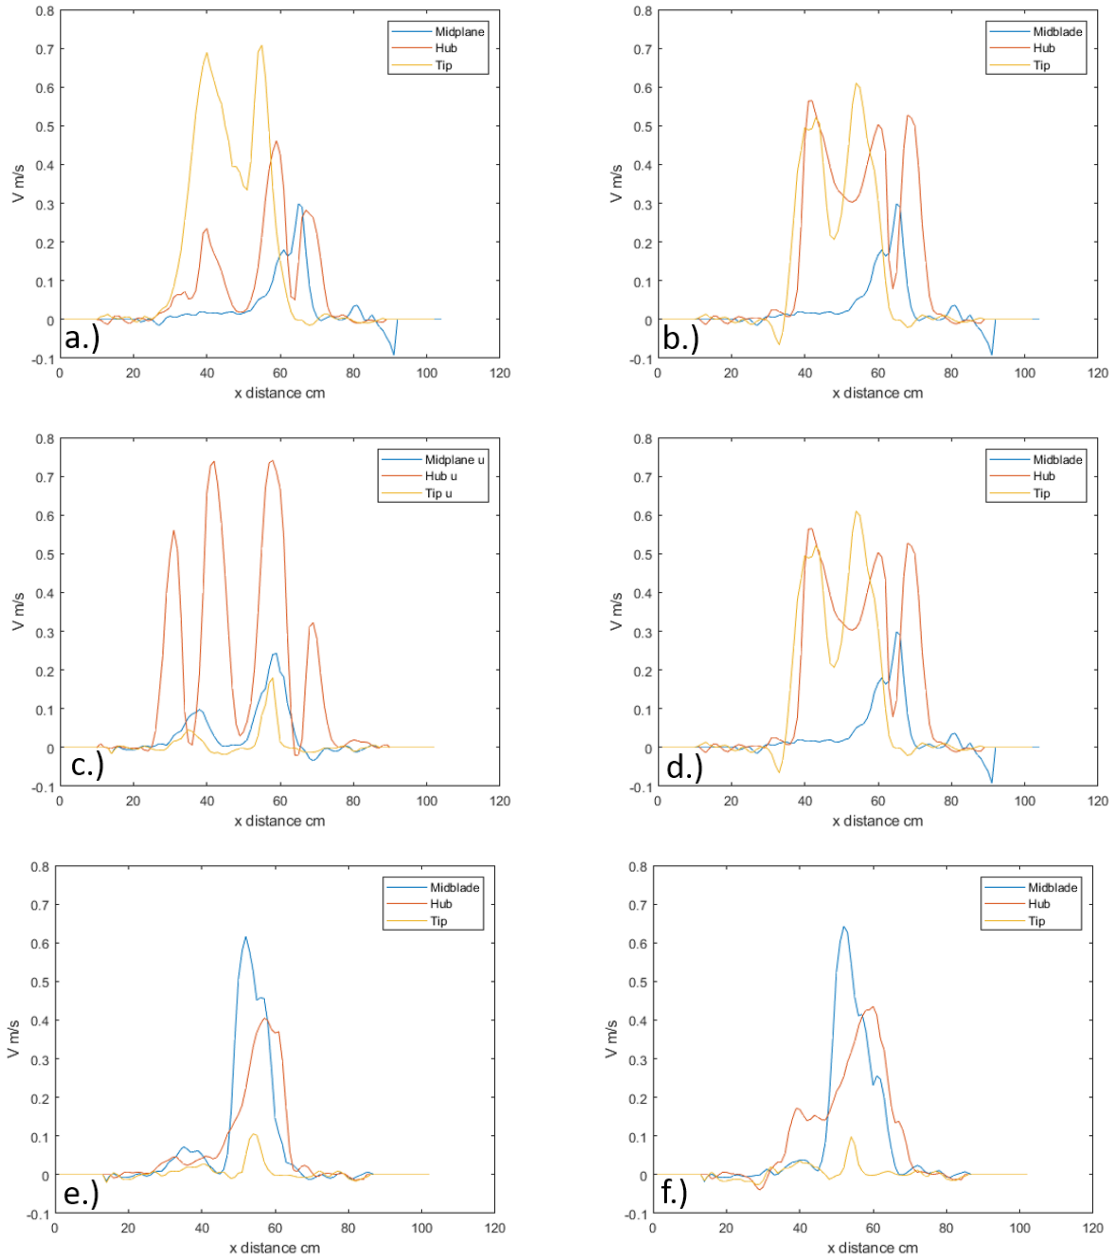 0.8
0.7
0.6
0.5
0.4
0.3
0.2
0.1
0
-0.1
V m/s
Midplane
Hub
Tip
a.)
0 20 40 60 80 100 120
x distance cm
0.8
0.7
0.6
0.5
0.4
0.3
0.2
0.1
0
-0.1
V m/s
Midblade
Hub
Tip
b.)
0 20 40 60 80 100 120
x distance cm
0.8
0.7
0.6
0.5
0.4
0.3
0.2
0.1
0
-0.1
V m/s
Midplane u
Hub u
Tip u
c.)
0 20 40 60 80 100 120
x distance cm
0.8
0.7
0.6
0.5
0.4
0.3
0.2
0.1
0
-0.1
V m/s
Midblade
Hub
Tip
d.)
0 20 40 60 80 100 120
x distance cm
0.8
0.7
0.6
0.5
0.4
0.3
0.2
0.1
0
-0.1
V m/s
Midblade
Hub
Tip
e.)
0 20 40 60 80 100 120
x distance cm
0.8
0.7
0.6
0.5
0.4
0.3
0.2
0.1
0
-0.1
V m/s
Midblade
Hub
Tip
f.)
0 20 40 60 80 100 120
x distance cm